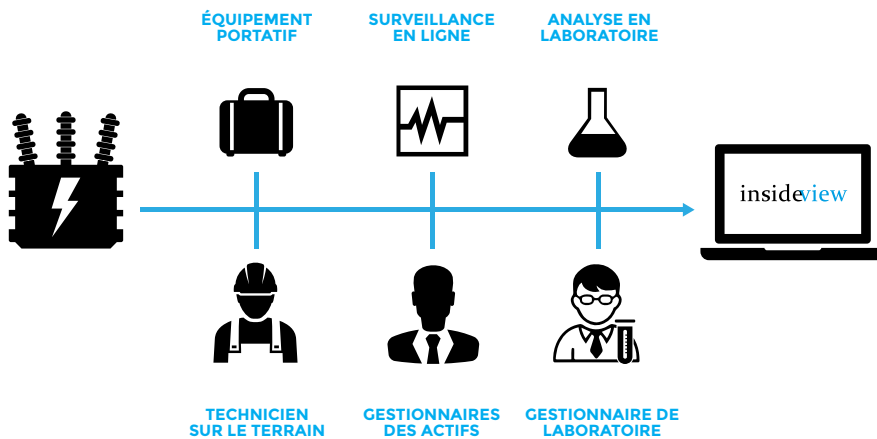 ÉQUIPEMENT
PORTATIF
SURVEILLANCE
EN LIGNE
ANALYSE EN
LABORATOIRE
insideview
TECHNICIEN
SUR LE TERRAIN
GESTIONNAIRES
DES ACTIFS
GESTIONNAIRE DE
LABORATOIRE